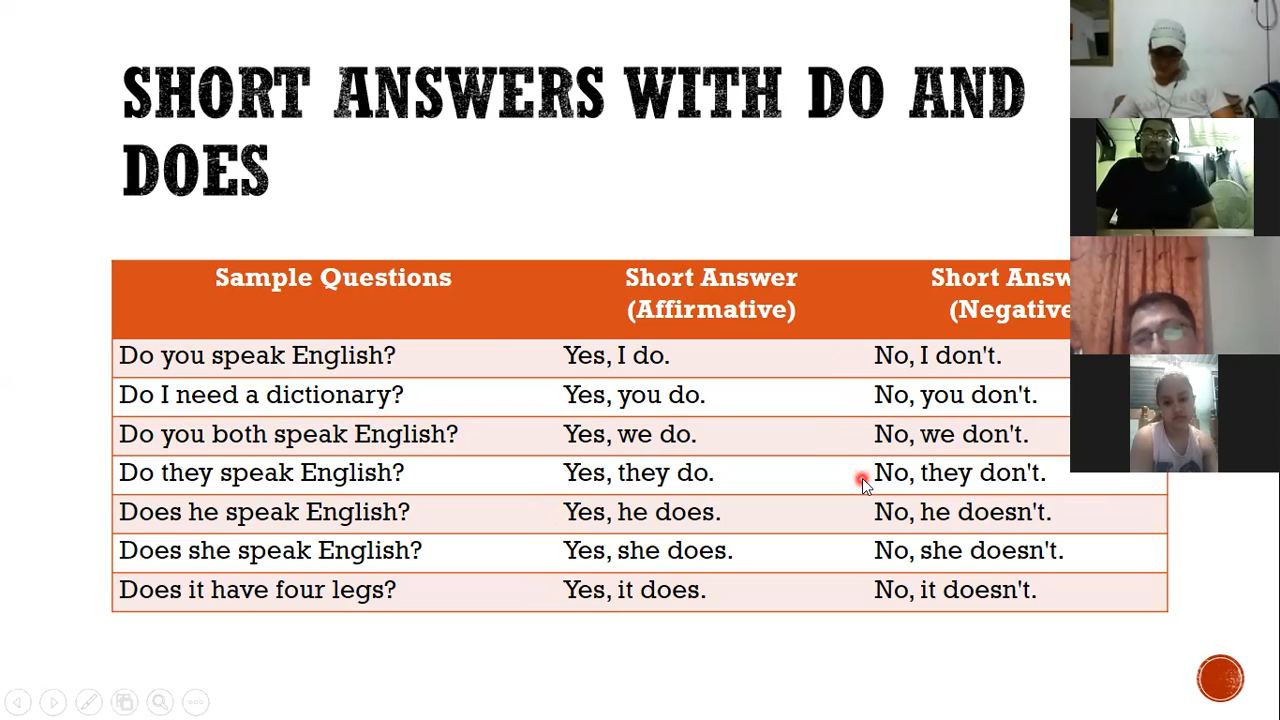 SHORT ANSWERS WITH DO AND
DOES
Sample Questions Short Answer Short
(Affirmative)
Do you speak English? Yes, I do. No, I don't.
Do I need a dictionary? Yes, you do. No, you don't.
Do you both speak English? Yes, we do. No, we don't.
Do they speak English? Yes, they do. No, they don't.
Does he speak English? Yes, he does. No, he doesn't.
Does she speak English? Yes, she does. No, she doesn't.
Does it have four legs? Yes, it does. No, it doesn't.